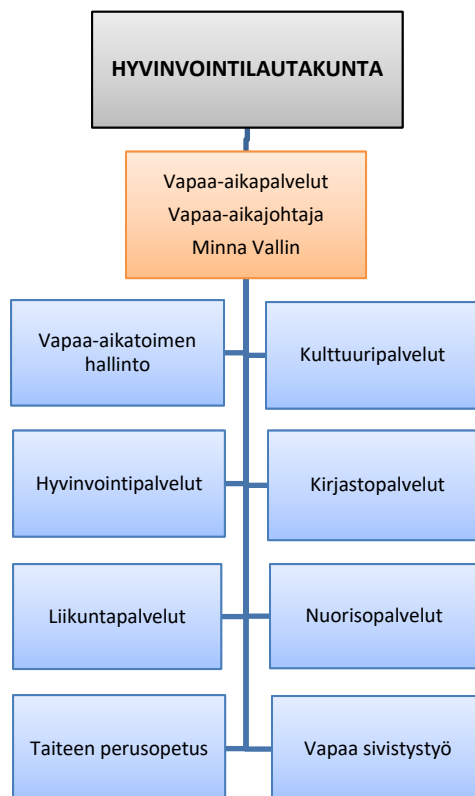 HYVINVOINTILAUTAKUNTA
Vapaa-aikapalvelut
Vapaa-aikajohtaja
Minna Vallin
Vapaa-aikatoimen
hallinto
Kulttuuripalvelut
Hyvinvointipalvelut
Kirjastopalvelut
Liikuntapalvelut
Nuorisopalvelut
Taiteen perusopetus
Vapaa sivistystyö